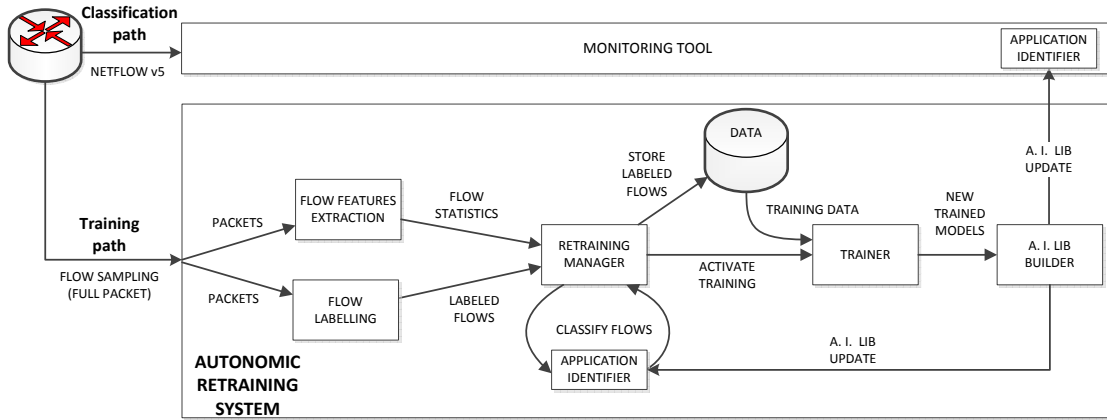 Classification
path
NETFLOW v5
MONITORING TOOL
APPLICATION
IDENTIFIER
Training
path
FLOW SAMPLING
(FULL PACKET)
PACKETS
PACKETS
FLOW FEATURES
EXTRACTION
FLOW
LABELLING
FLOW
STATISTICS
LABELED
FLOWS
RETRAINING
MANAGER
STORE
LABELED
FLOWS
DATA
TRAINING DATA
ACTIVATE
TRAINING
TRAINER
NEW
TRAINED
MODELS
A. I. LIB
BUILDER
A. I. LIB
UPDATE
CLASSIFY FLOWS
APPLICATION
IDENTIFIER
A. I. LIB
UPDATE
AUTONOMIC
RETRAINING
SYSTEM